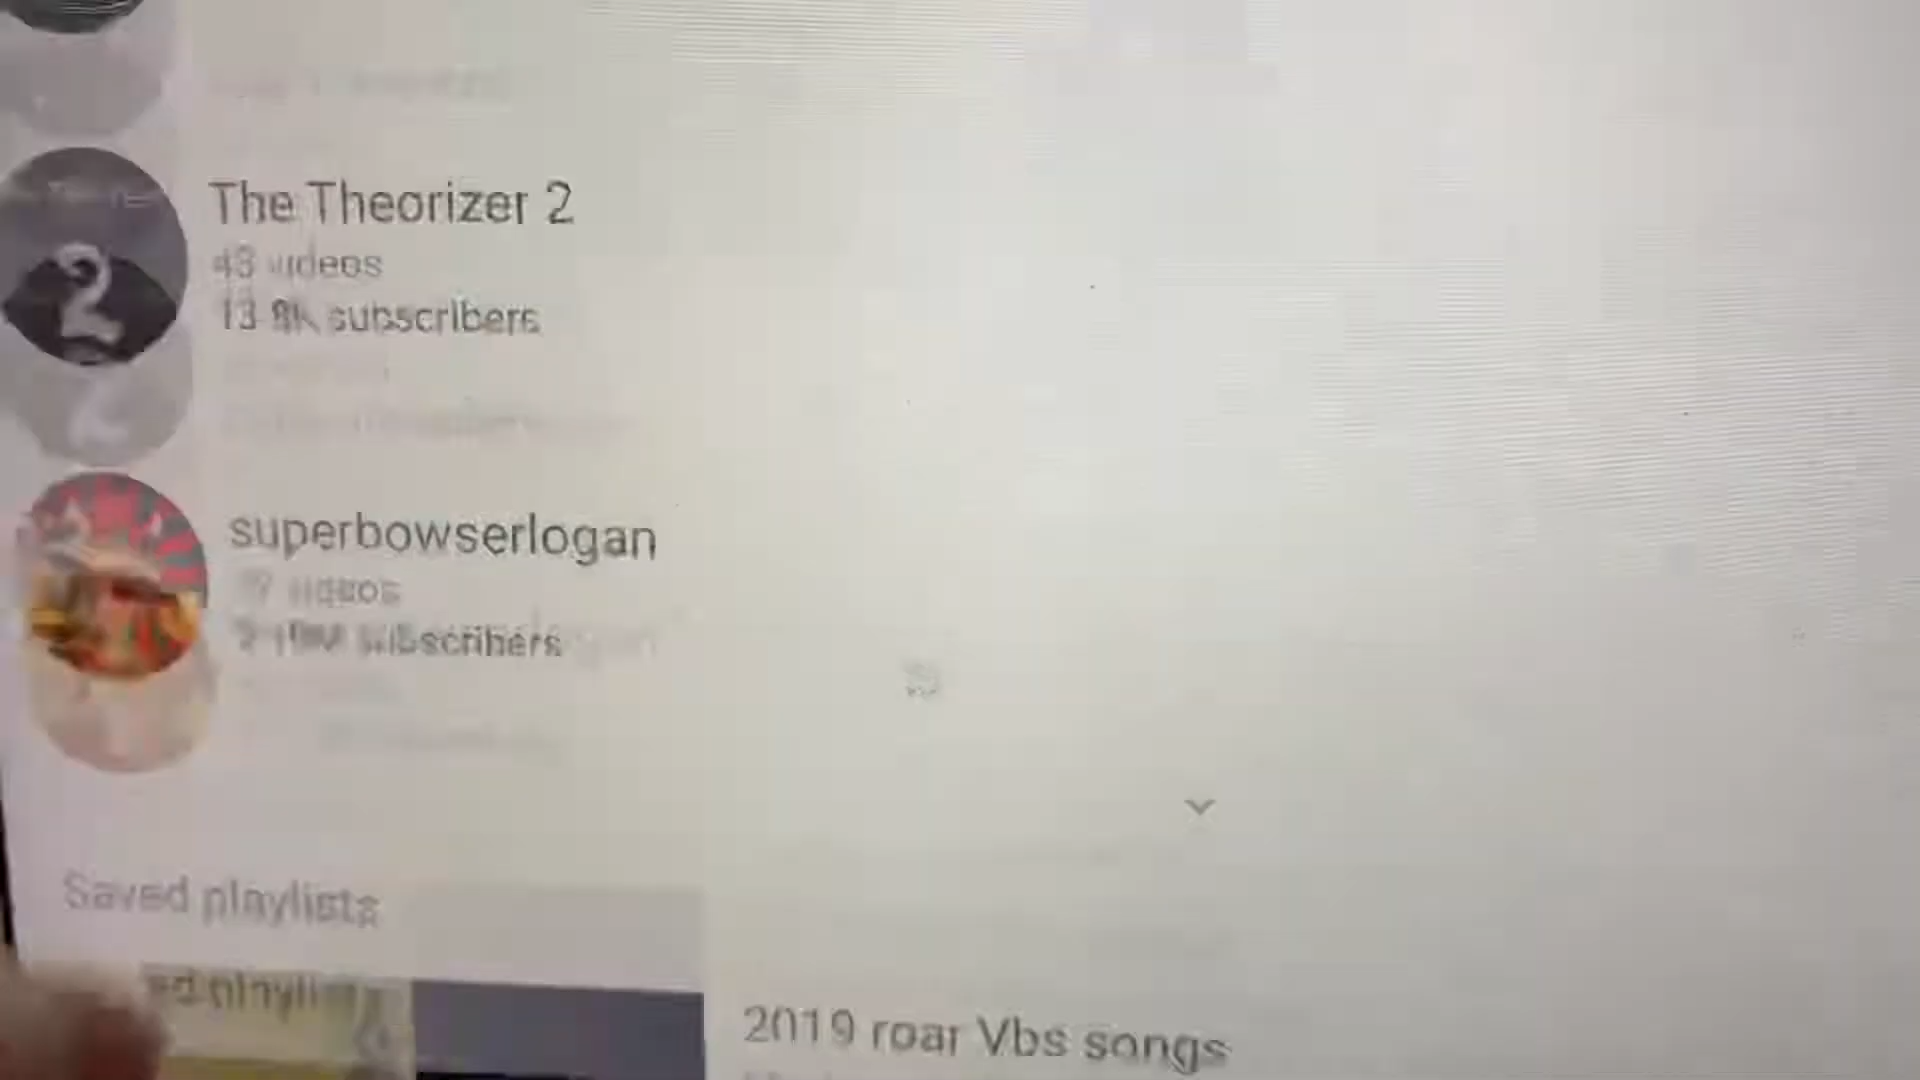 The Theorizer 2
43 videos
13.8K subscribers
superbowserlogan
videos
subscribers
Saved playlists
2019 roar Vbs songs